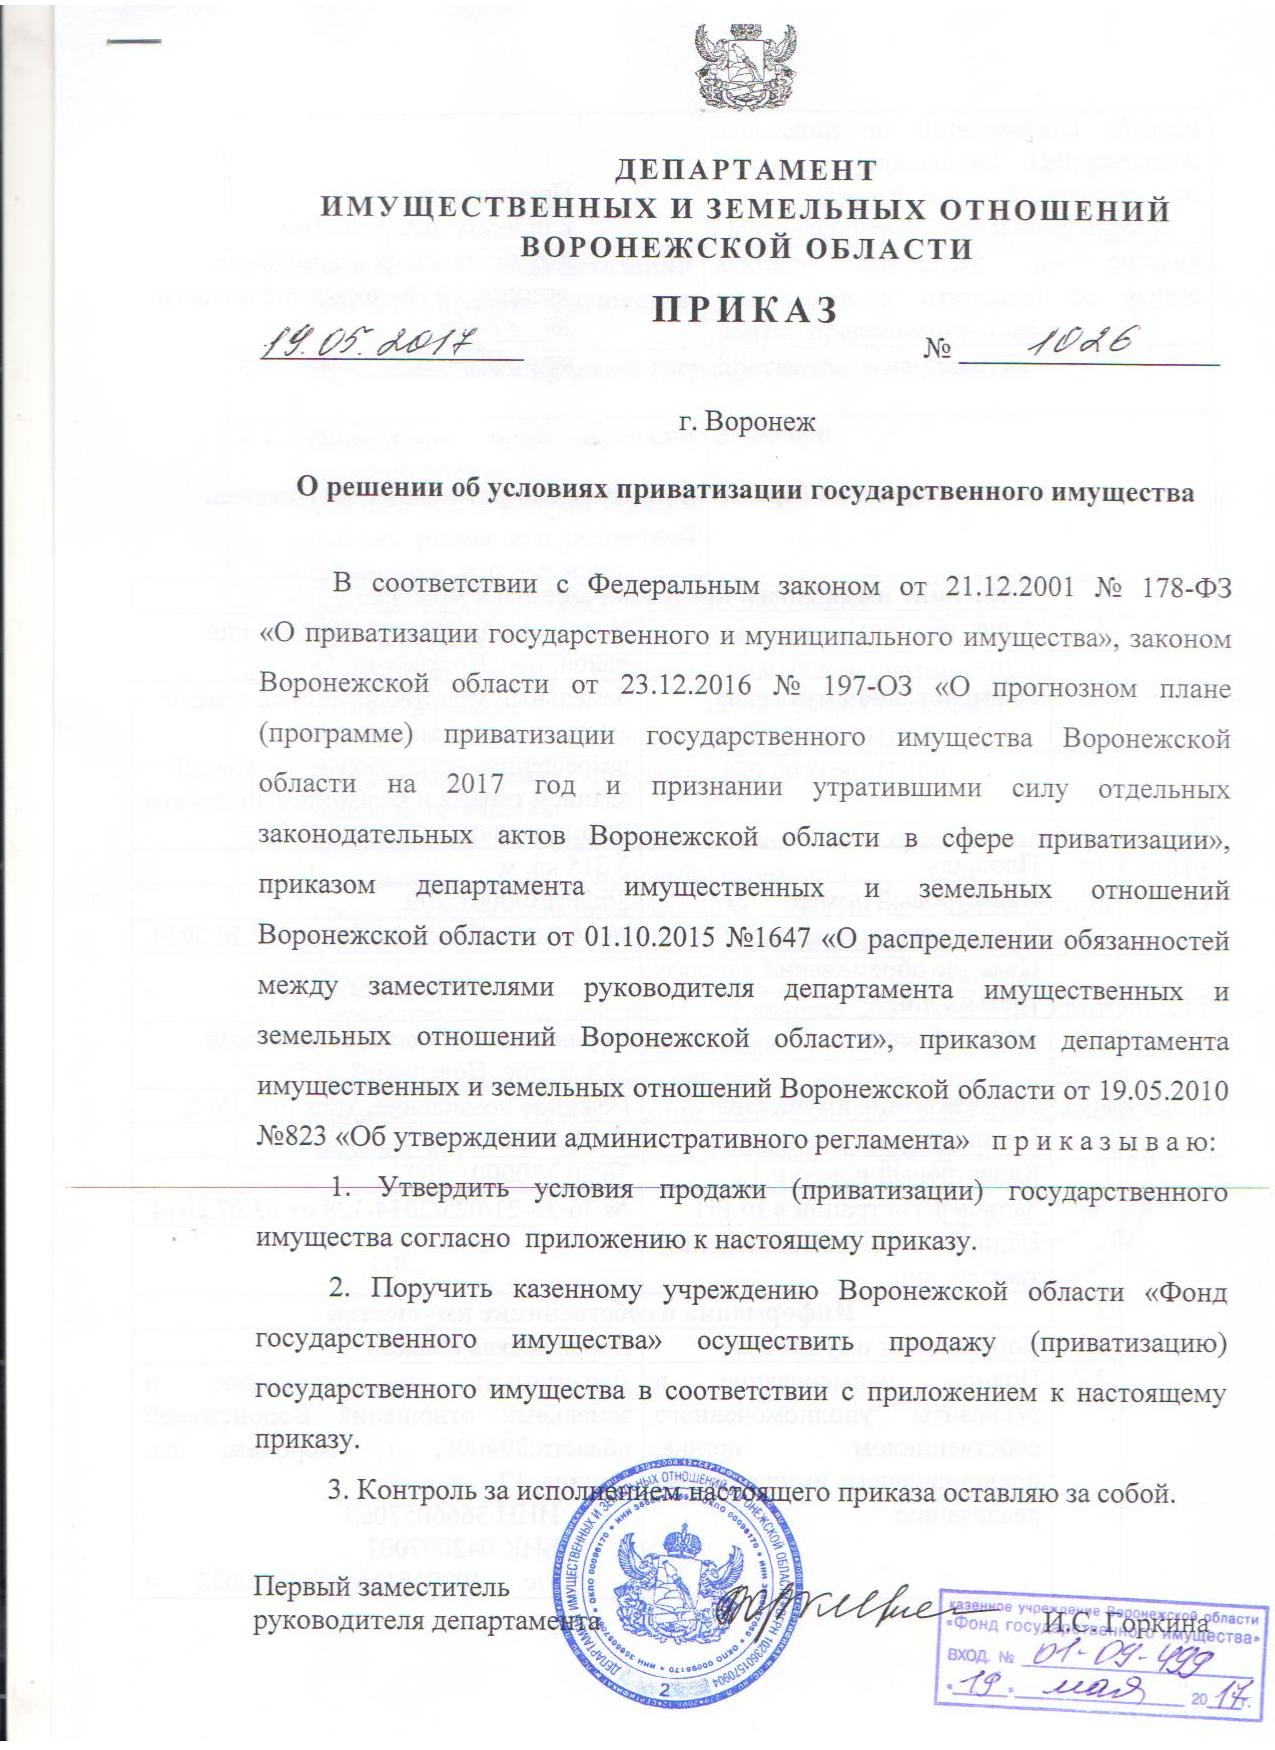 ДЕПАРТАМЕНТ
ИМУЩЕСТВЕННЫХ И ЗЕМЕЛЬНЫХ ОТНОШЕНИЙ
ВОРОНЕЖСКОЙ ОБЛАСТИ
ПРИКАЗ
19.05.2017 № 1026
г. Воронеж
О решении об условиях приватизации государственного имущества
В соответствии с Федеральным законом от 21.12.2001 № 178-ФЗ
«О приватизации государственного и муниципального имущества», законом
Воронежской области от 23.12.2016 № 197-ОЗ «О прогнозном плане
(программе) приватизации государственного имущества Воронежской
области на 2017 год и признании утратившими силу отдельных
законодательных актов Воронежской области в сфере приватизации»,
приказом департамента имущественных и земельных отношений
Воронежской области от 01.10.2015 №1647 «О распределении обязанностей
между заместителями руководителя департамента имущественных и
земельных отношений Воронежской области», приказом департамента
имущественных и земельных отношений Воронежской области от 19.05.2010
№823 «Об утверждении административного регламента» п р и к а з ы в а ю:
1. Утвердить условия продажи (приватизации) государственного
имущества согласно приложению к настоящему приказу.
2. Поручить казенному учреждению Воронежской области «Фонд
государственного имущества» осуществить продажу (приватизацию)
государственного имущества в соответствии с приложением к настоящему
приказу.
3. Контроль за исполнением настоящего приказа оставляю за собой.
Первый заместитель
руководителя департамента И.С. Горкина
казенное учреждение Воронежской области
«Фонд государственного имущества»
ВХОД. № 01-09-499
«19» мая 2017г.